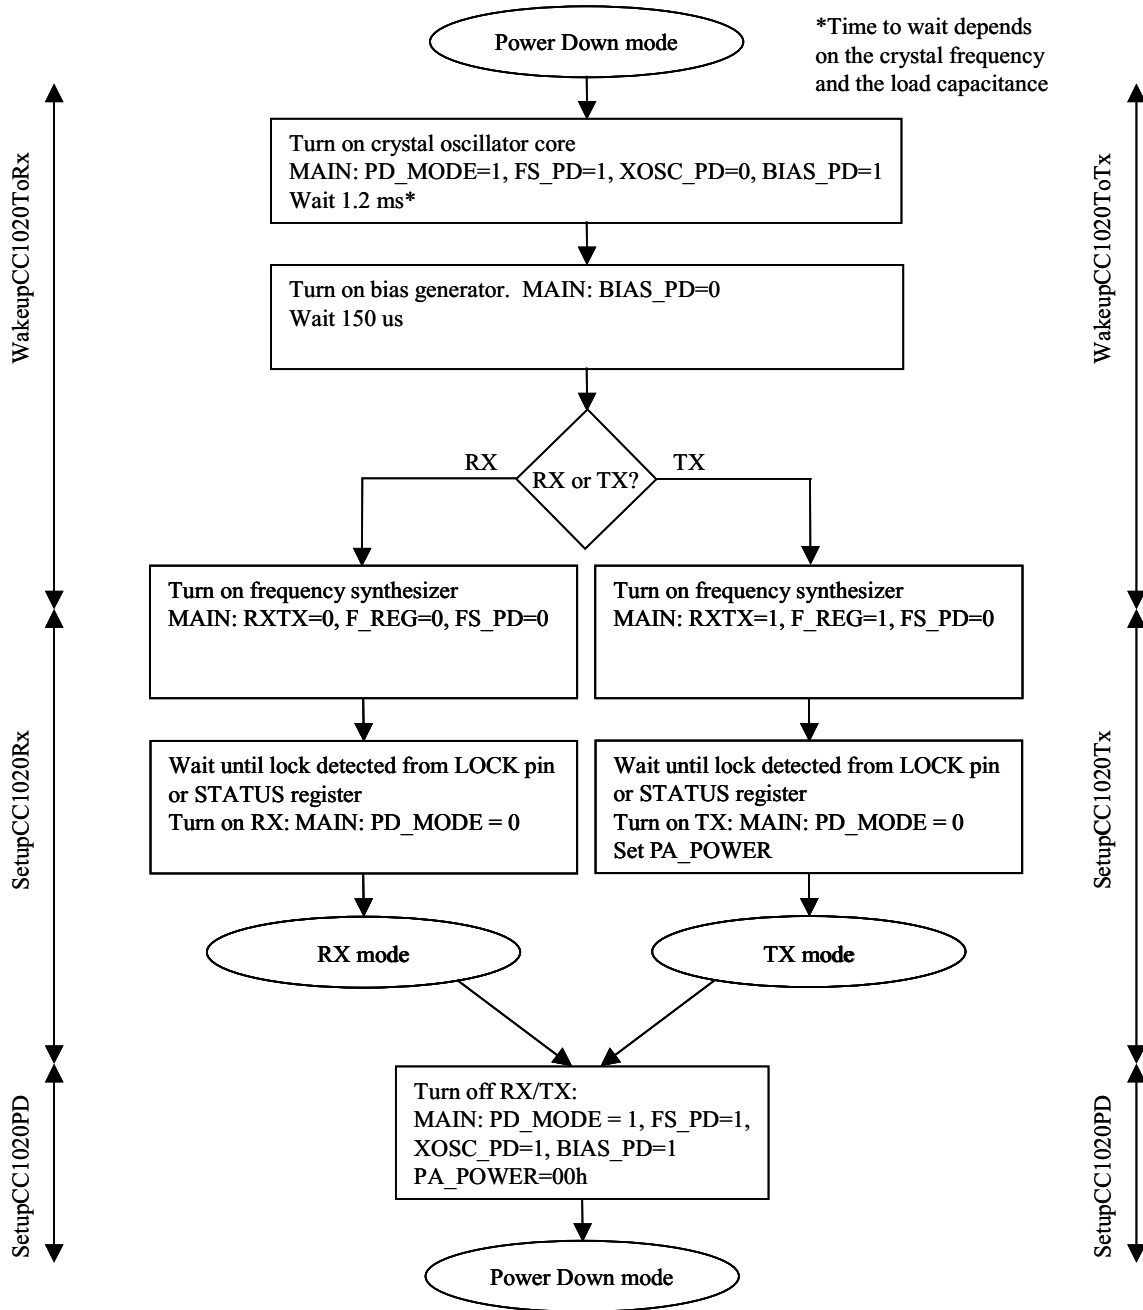 Power Down mode
*Time to wait depends
on the crystal frequency
and the load capacitance
WakeupCC1020ToRx
WakeupCC1020ToTx
Turn on crystal oscillator core
MAIN: PD_MODE=1, FS_PD=1, XOSC_PD=0, BIAS_PD=1
Wait 1.2 ms*
Turn on bias generator.  MAIN: BIAS_PD=0
Wait 150 us
RX
RX or TX?
TX
Turn on frequency synthesizer
MAIN: RXTX=0, F_REG=0, FS_PD=0
Turn on frequency synthesizer
MAIN: RXTX=1, F_REG=1, FS_PD=0
SetupCC1020Rx
SetupCC1020Tx
Wait until lock detected from LOCK pin
or STATUS register
Turn on RX: MAIN: PD_MODE = 0
Wait until lock detected from LOCK pin
or STATUS register
Turn on TX: MAIN: PD_MODE = 0
Set PA_POWER
RX mode
TX mode
SetupCC1020PD
SetupCC1020PD
Turn off RX/TX:
MAIN: PD_MODE = 1, FS_PD=1,
XOSC_PD=1, BIAS_PD=1
PA_POWER=00h
Power Down mode